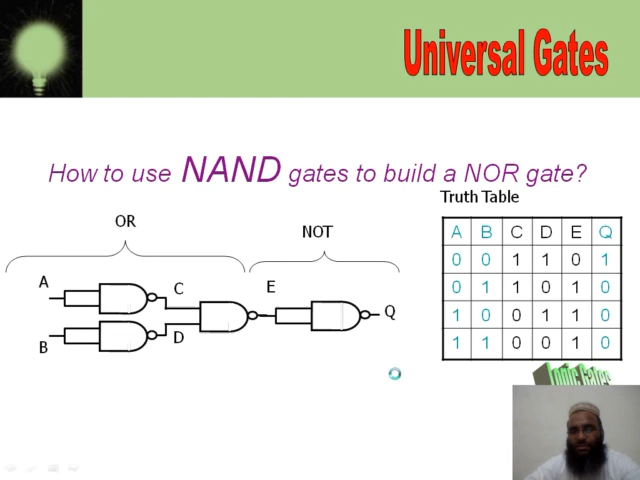 Universal Gates
How to use NAND gates to build a NOR gate?
Truth Table
OR
NOT
A
C
E
Q
D
B
A B C D E Q
0 0 1 1 0 1
0 1 1 0 1 0
1 0 0 1 1 0
1 1 0 0 1 0
Logic Gates